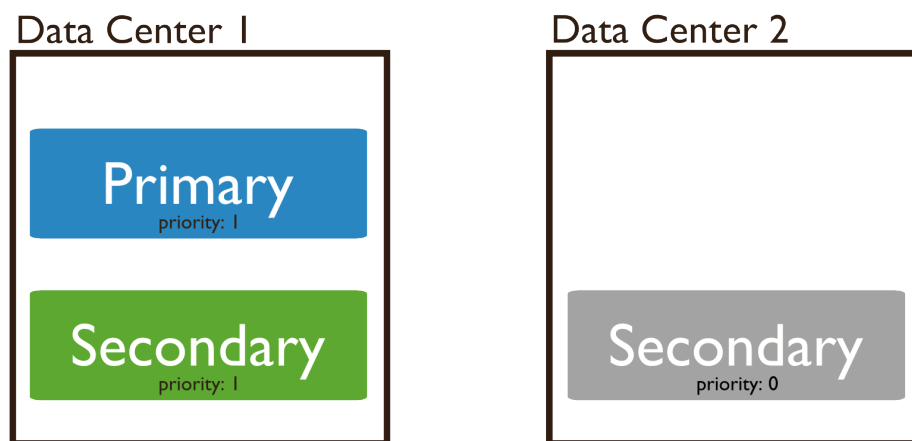 Data Center 1
Primary
priority: 1
Secondary
priority: 1
Data Center 2
Secondary
priority: 0